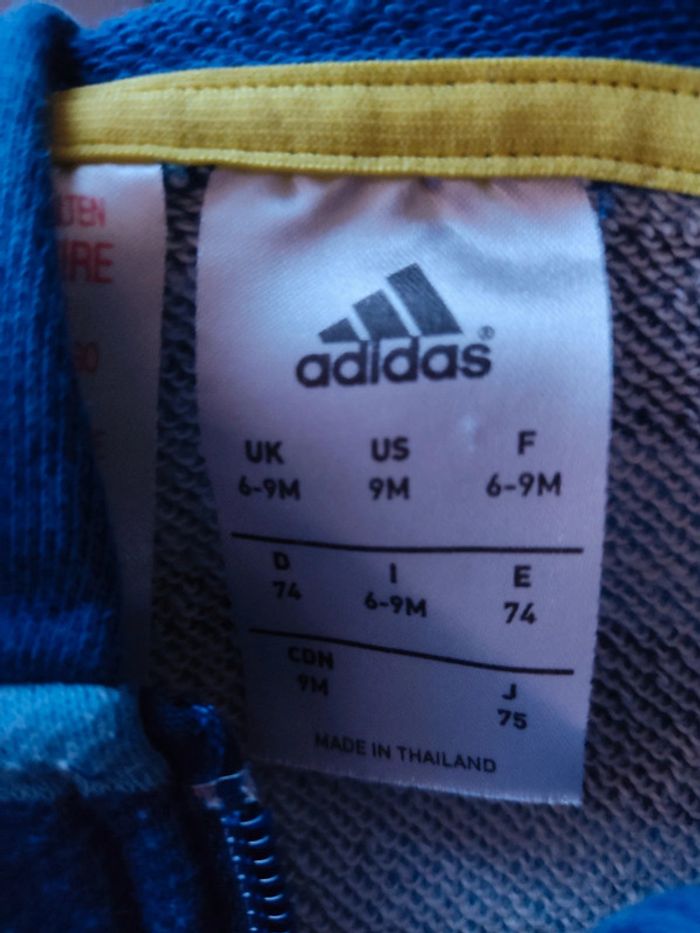 adidas®
UK US F
6-9M 9M 6-9M
D I E
74 6-9M 74
CDN J
9M 75
MADE IN THAILAND